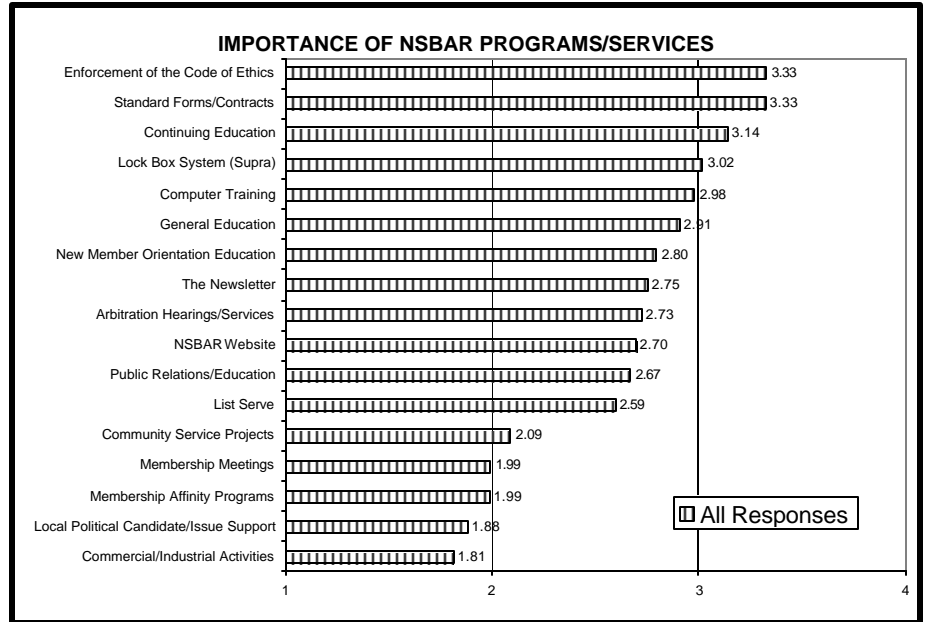 IMPORTANCE OF NSBAR PROGRAMS/SERVICES
Enforcement of the Code of Ethics 3.33
Standard Forms/Contracts 3.33
Continuing Education 3.14
Lock Box System (Supra) 3.02
Computer Training 2.98
General Education 2.91
New Member Orientation Education 2.80
The Newsletter 2.75
Arbitration Hearings/Services 2.73
NSBAR Website 2.70
Public Relations/Education 2.67
List Serve 2.59
Community Service Projects 2.09
Membership Meetings 1.99
Membership Affinity Programs 1.99
All Responses
Local Political Candidate/Issue Support 1.88
Commercial/Industrial Activities 1.81
1 2 3 4